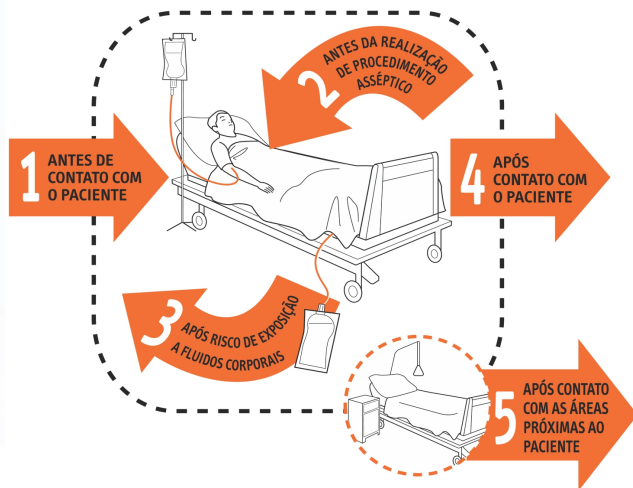 1
ANTES DE
CONTATO COM
O PACIENTE
2
ANTES DA REALIZAÇÃO
DE PROCEDIMENTO
ASSÉPTICO
3
APÓS RISCO DE EXPOSIÇÃO
A FLUIDOS CORPORAIS
4
APÓS
CONTATO COM
O PACIENTE
5
APÓS CONTATO
COM AS ÁREAS
PRÓXIMAS AO
PACIENTE